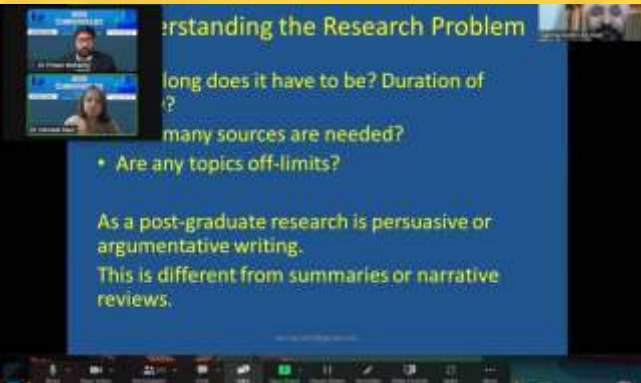 erstanding the Research Problem
long does it have to be? Duration of
?
many sources are needed?
• Are any topics off-limits?
As a post-graduate research is persuasive or
argumentative writing.
This is different from summaries or narrative
reviews.